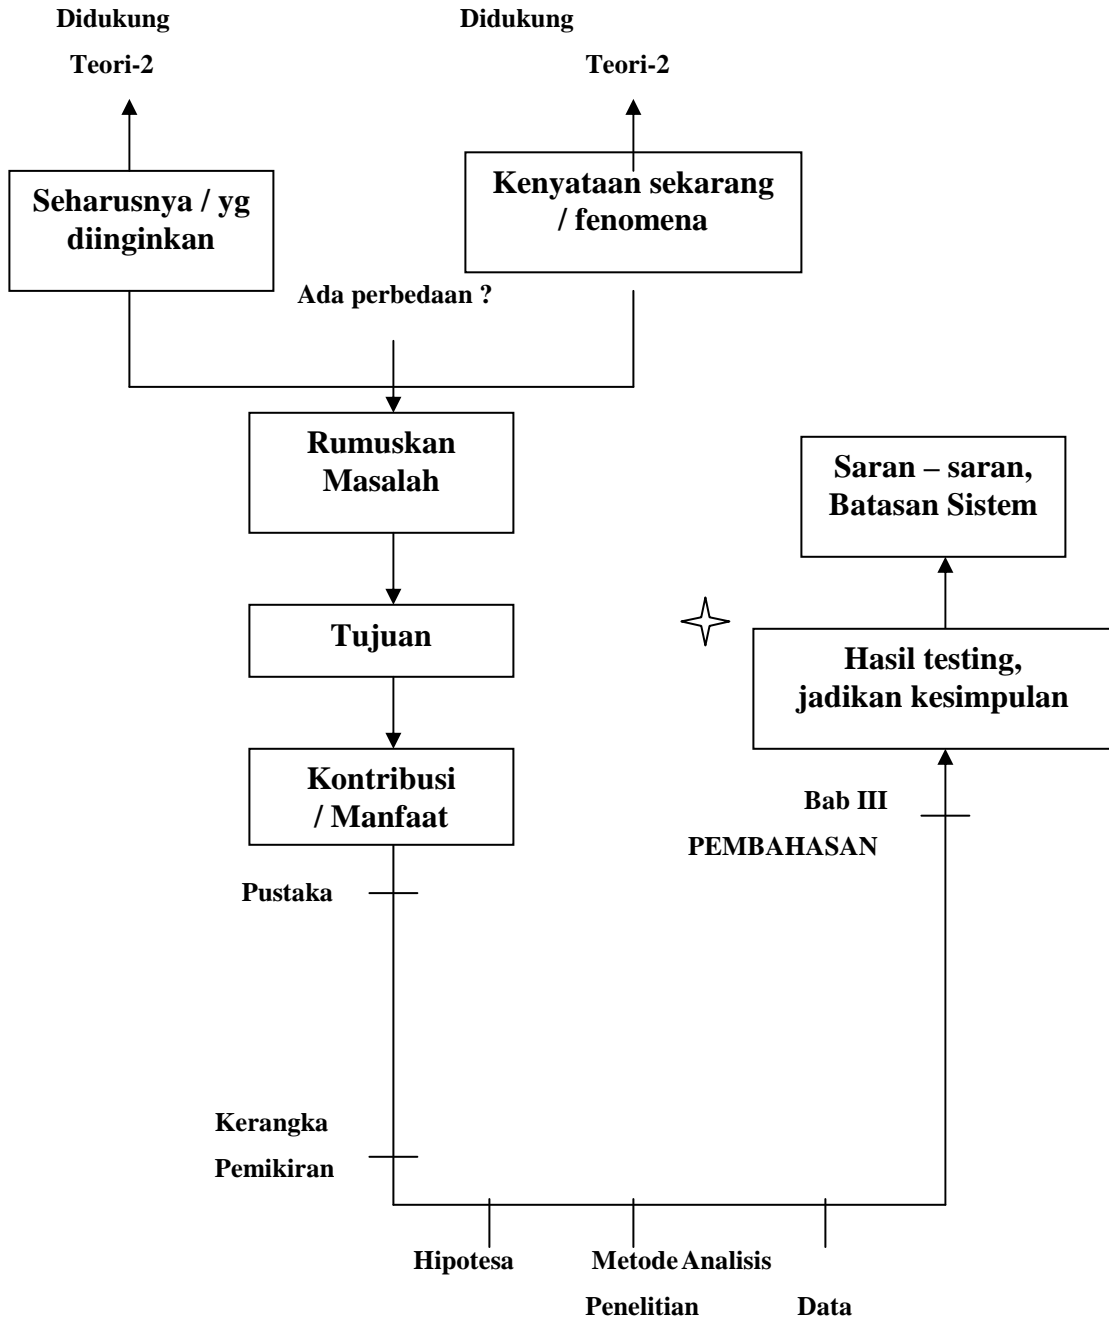 Didukung
Didukung
Teori-2
Teori-2
Seharusnya / yg
diinginkan
Kenyataan sekarang
/ fenomena
Ada perbedaan ?
Rumuskan
Masalah
Saran – saran,
Batasan Sistem
Tujuan
Hasil testing,
jadikan kesimpulan
Kontribusi
/ Manfaat
Bab III
PEMBAHASAN
Pustaka
Kerangka
Pemikiran
Hipotesa
Metode Analisis
Penelitian
Data